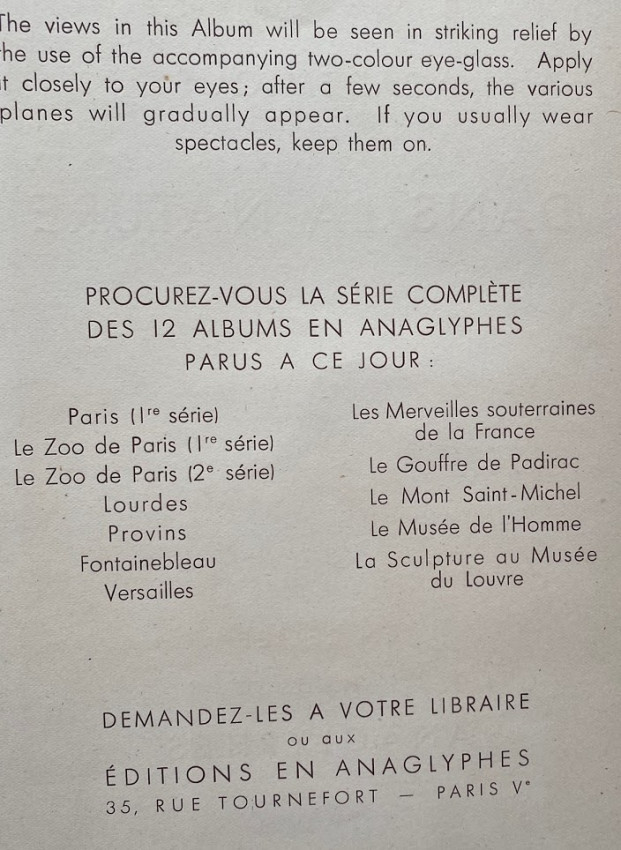 The views in this Album will be seen in striking relief by
the use of the accompanying two-colour eye-glass. Apply
it closely to your eyes; after a few seconds, the various
planes will gradually appear. If you usually wear
spectacles, keep them on.
PROCUREZ-VOUS LA SÉRIE COMPLÈTE
DES 12 ALBUMS EN ANAGLYPHES
PARUS A CE JOUR :
Paris (1re série)
Le Zoo de Paris (1re série)
Le Zoo de Paris (2e série)
Lourdes
Provins
Fontainebleau
Versailles
Les Merveilles souterraines
de la France
Le Gouffre de Padirac
Le Mont Saint-Michel
Le Musée de l'Homme
La Sculpture au Musée
du Louvre
DEMANDEZ-LES A VOTRE LIBRAIRE
ou aux
ÉDITIONS EN ANAGLYPHES
35, RUE TOURNEFORT — PARIS Ve